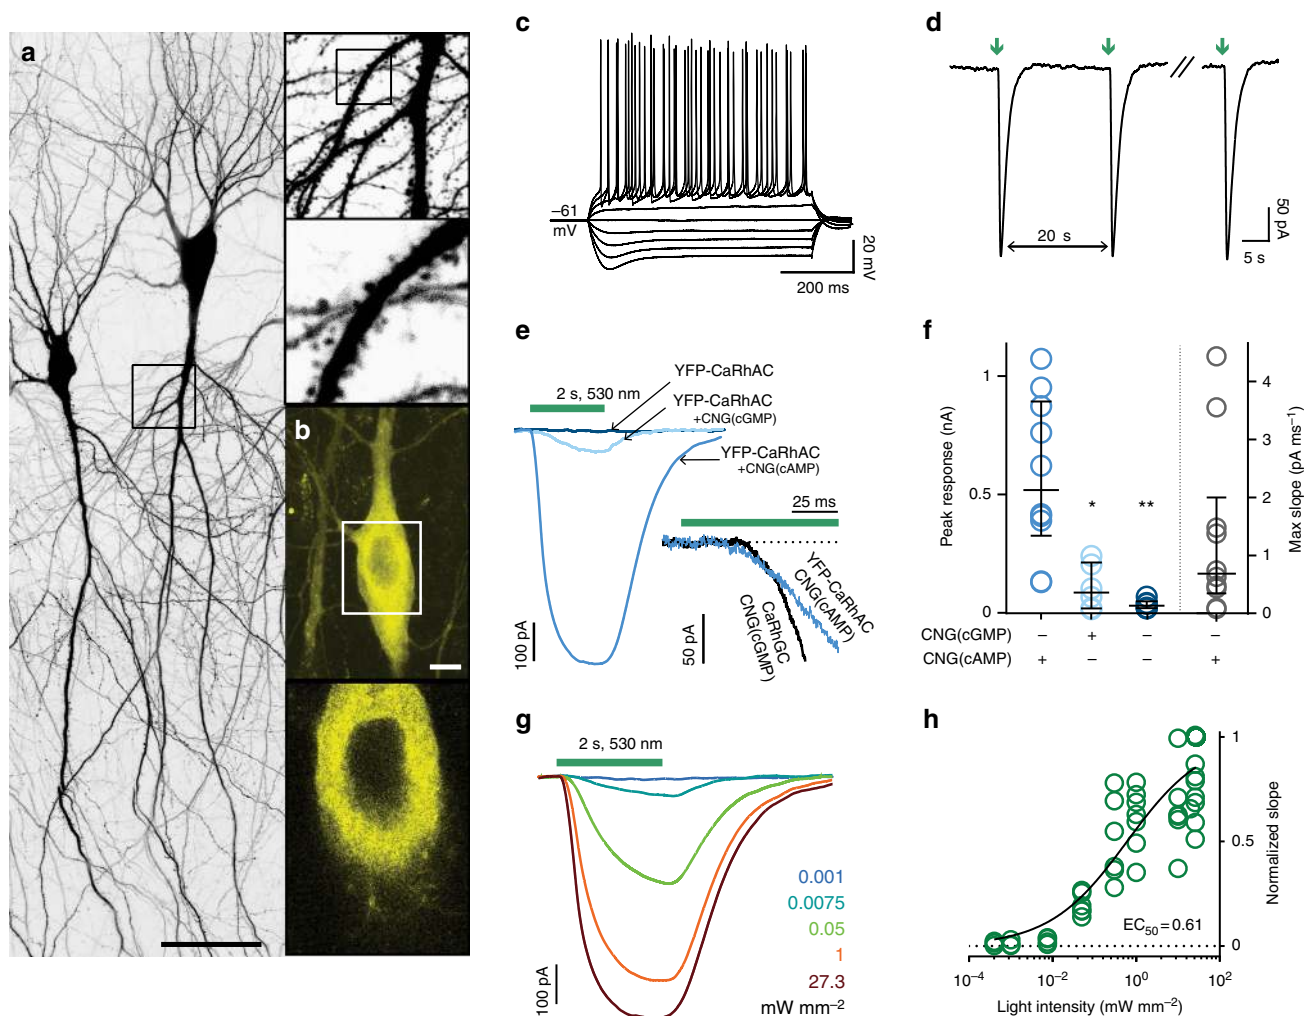 a
b
c
−61
mV
20 mV
200 ms
d
20 s
50 pA
5 s
e
2 s, 530 nm
YFP-CaRhAC
YFP-CaRhAC
+CNG(cGMP)
YFP-CaRhAC
+CNG(cAMP)
25 ms
100 pA
50 pA
CaRhGC
CNG(cGMP)
YFP-CaRhAC
CNG(cAMP)
f
Peak response (nA)
1
0.5
0
*
**
4
3
2
1
0
Max slope (pA ms−1)
CNG(cGMP) − + − −
CNG(cAMP) + − − +
g
2 s, 530 nm
0.001
0.0075
0.05
1
27.3
mW mm−2
100 pA
h
1
0.5
0
Normalized slope
EC50 = 0.61
10−4 10−2 100 102
Light intensity (mW mm−2)